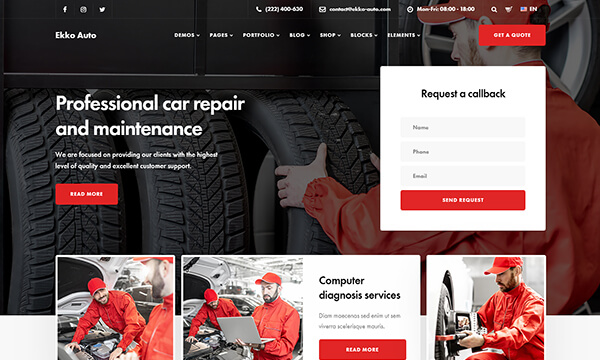 (222) 400-630
contact@ekko-auto.com
Mon-Fri: 08:00 - 18:00
EN
Ekko Auto
DEMOS
PAGES
PORTFOLIO
BLOG
SHOP
BLOCKS
ELEMENTS
GET A QUOTE
Professional car repair
and maintenance
We are focused on providing our clients with the highest
level of quality and excellent customer support.
READ MORE
Request a callback
Name
Phone
Email
SEND REQUEST
Computer
diagnosis services
Diam maecenas sed enim ut sem
viverra scelerisque mauris.
READ MORE